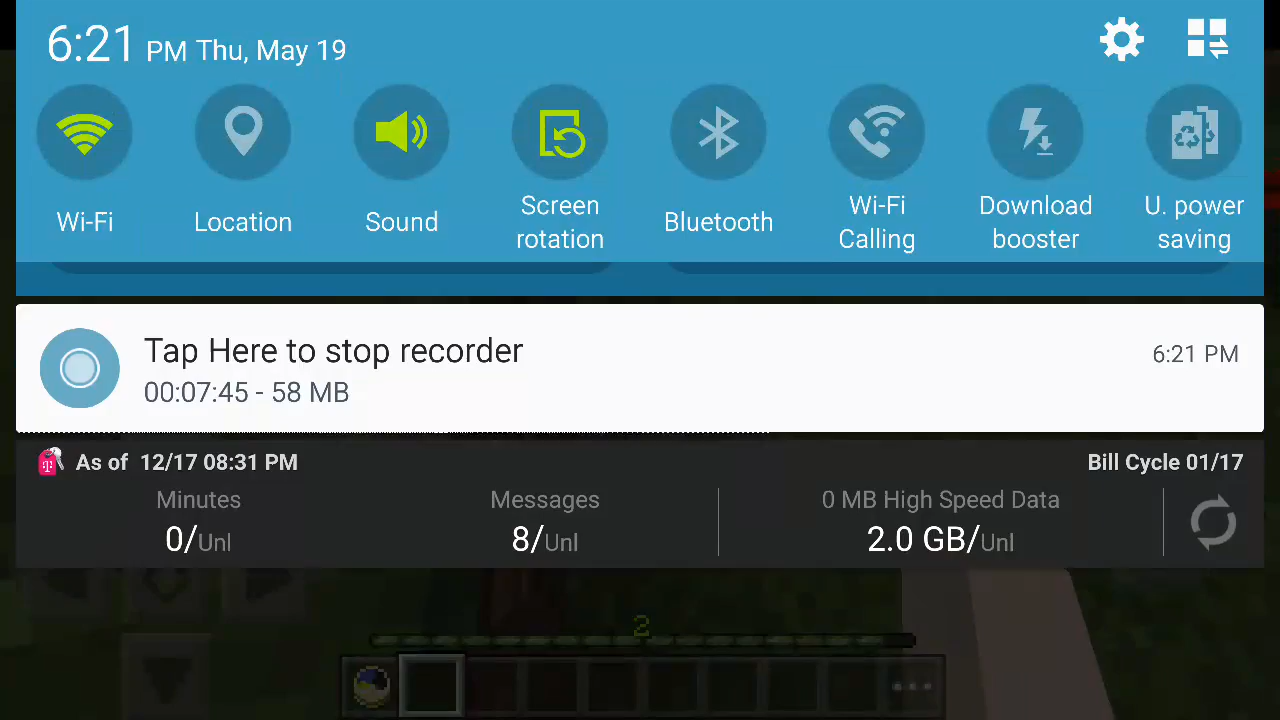 6:21 PM Thu, May 19
Wi-Fi
Location
Sound
Screen
rotation
Bluetooth
Wi-Fi
Calling
Download
booster
U. power
saving
Tap Here to stop recorder
6:21 PM
00:07:45 - 58 MB
T
As of 12/17 08:31 PM
Bill Cycle 01/17
Minutes
Messages
0 MB High Speed Data
0/Unl
8/Unl
2.0 GB/Unl
2